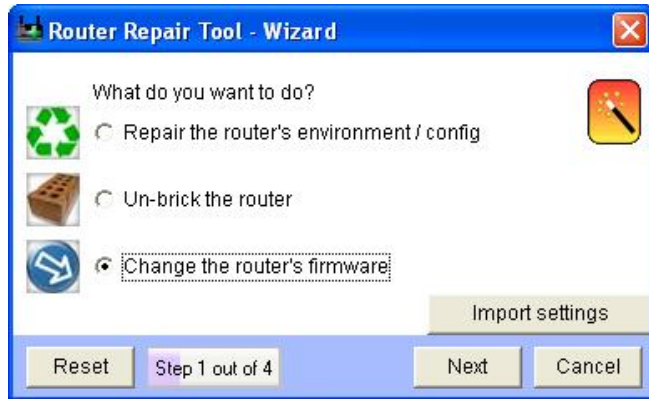 Router Repair Tool - Wizard
What do you want to do?
Repair the router's environment / config
Un-brick the router
Change the router's firmware
Import settings
Reset
Step 1 out of 4
Next
Cancel